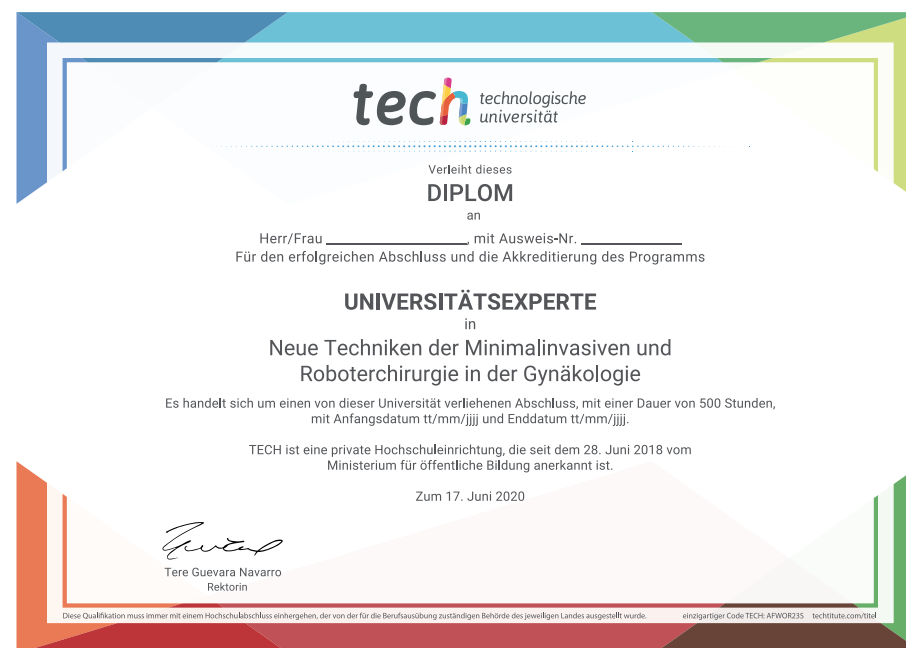 tech technologische
universität
Verleiht dieses
DIPLOM
an
Herr/Frau ____________________, mit Ausweis-Nr. ______________
Für den erfolgreichen Abschluss und die Akkreditierung des Programms
UNIVERSITÄTSEXPERTE
in
Neue Techniken der Minimalinvasiven und
Roboterchirurgie in der Gynäkologie
Es handelt sich um einen von dieser Universität verliehenen Abschluss, mit einer Dauer von 500 Stunden,
mit Anfangsdatum tt/mm/jjjj und Enddatum tt/mm/jjjj.
TECH ist eine private Hochschuleinrichtung, die seit dem 28. Juni 2018 vom
Ministerium für öffentliche Bildung anerkannt ist.
Zum 17. Juni 2020
Tere Guevara Navarro
Rektorin
Diese Qualifikation muss immer mit einem Hochschulabschluss einhergehen, der von der für die Berufsausübung zuständigen Behörde des jeweiligen Landes ausgestellt wurde. einzigartiger Code TECH: AFWOR23S techtitute.com/titel